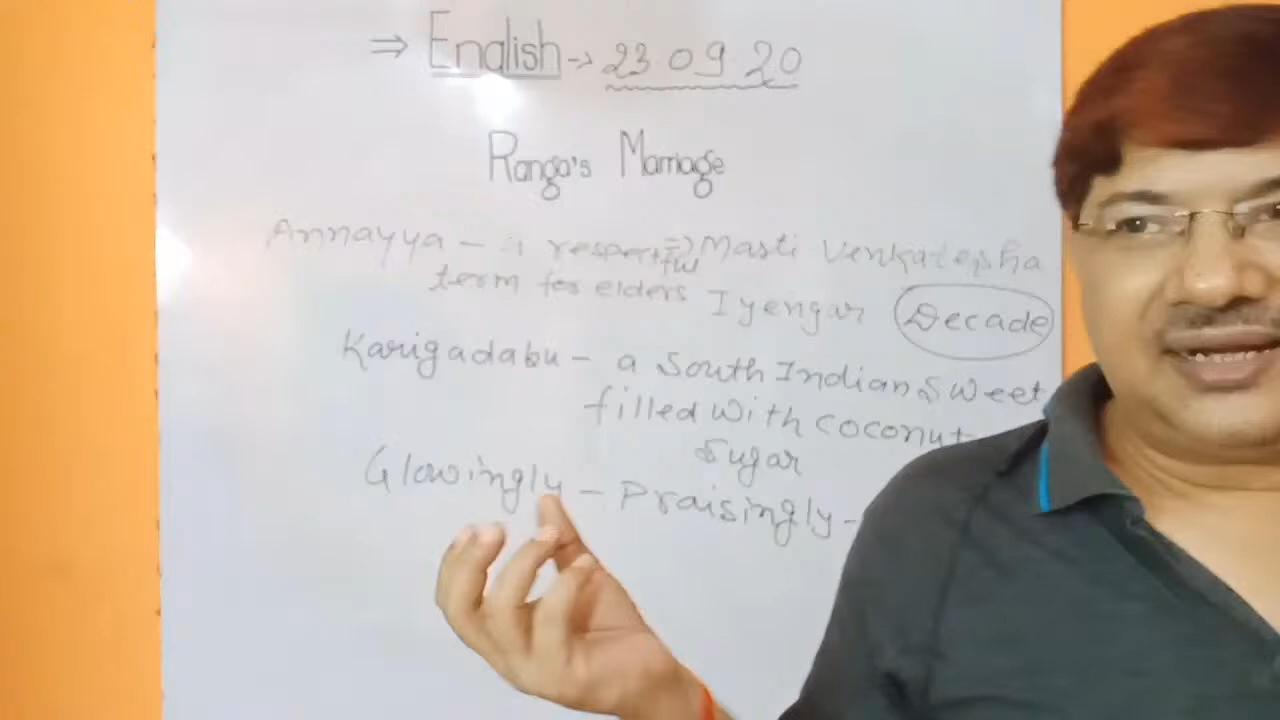 ⇒ English → 23 09 20
Ranga's Marriage
Annayya – a respectful ⇒ Masti Venkatesha
term for elders Iyengar Decade
Karigadabu – a South Indian Sweet
filled with coconut
Sugar
Glowingly – Praisingly –